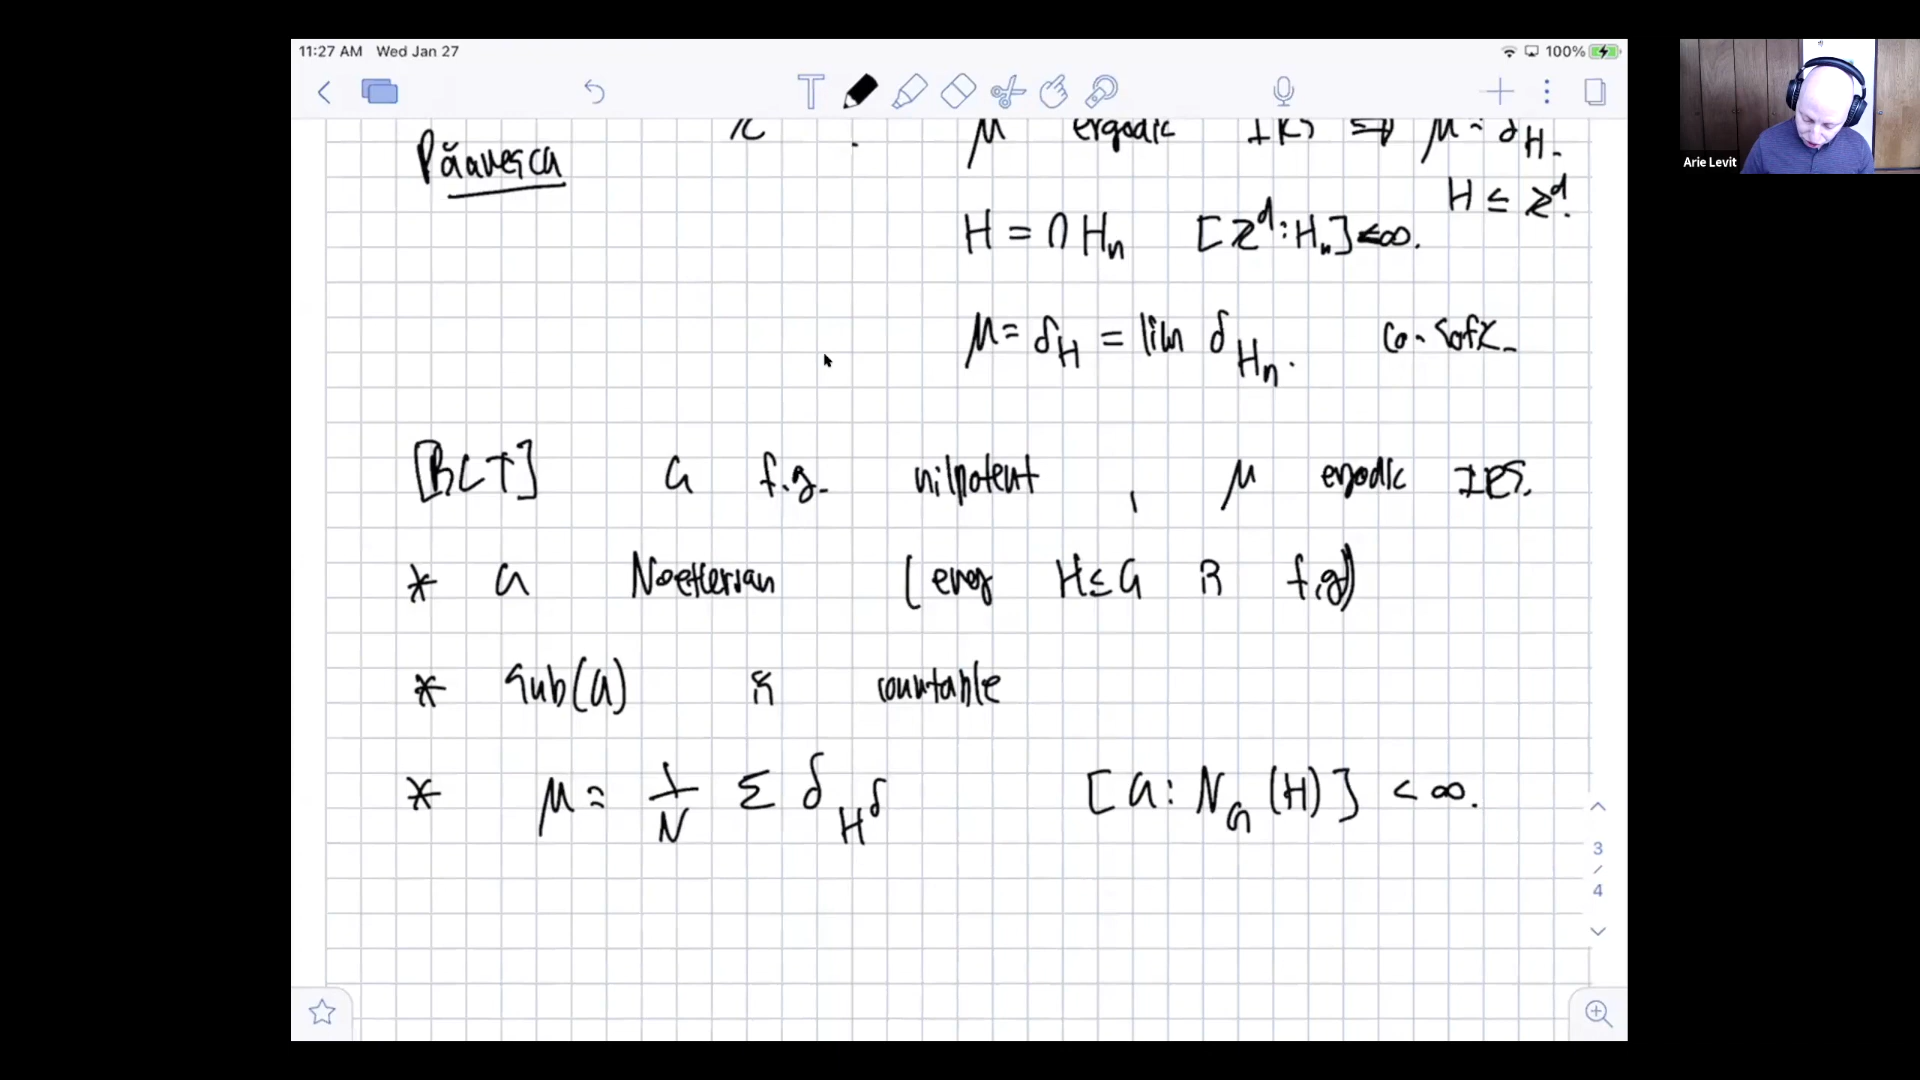 11:27 AM Wed Jan 27
100%
μ ergodic IRS ⇒ μ = δ_H.
H ≤ Z^d.
H = ∩ H_n [Z^d : H_n] < ∞.
μ = δ_H = lim δ_{H_n}. co-sofic.
Arie Levit
[BLT] G f.g. nilpotent, μ ergodic IRS.
* G Noetherian (every H ≤ G is f.g)
* Sub(G) is countable
* μ = 1/N Σ δ_{H^g} [G : N_G(H)] < ∞.
3
/
4